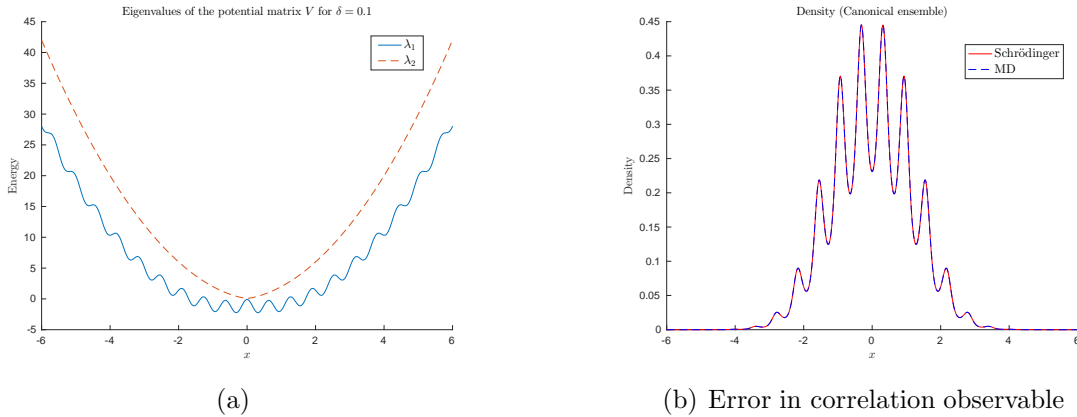 Eigenvalues of the potential matrix V for δ = 0.1
45
40
35
30
25
20
15
10
5
0
-5
-6
-4
-2
0
2
4
6
Energy
x
λ₁
λ₂
(a)
Density (Canonical ensemble)
0.45
0.4
0.35
0.3
0.25
0.2
0.15
0.1
0.05
0
-6
-4
-2
0
2
4
6
Density
x
Schrödinger
MD
(b) Error in correlation observable